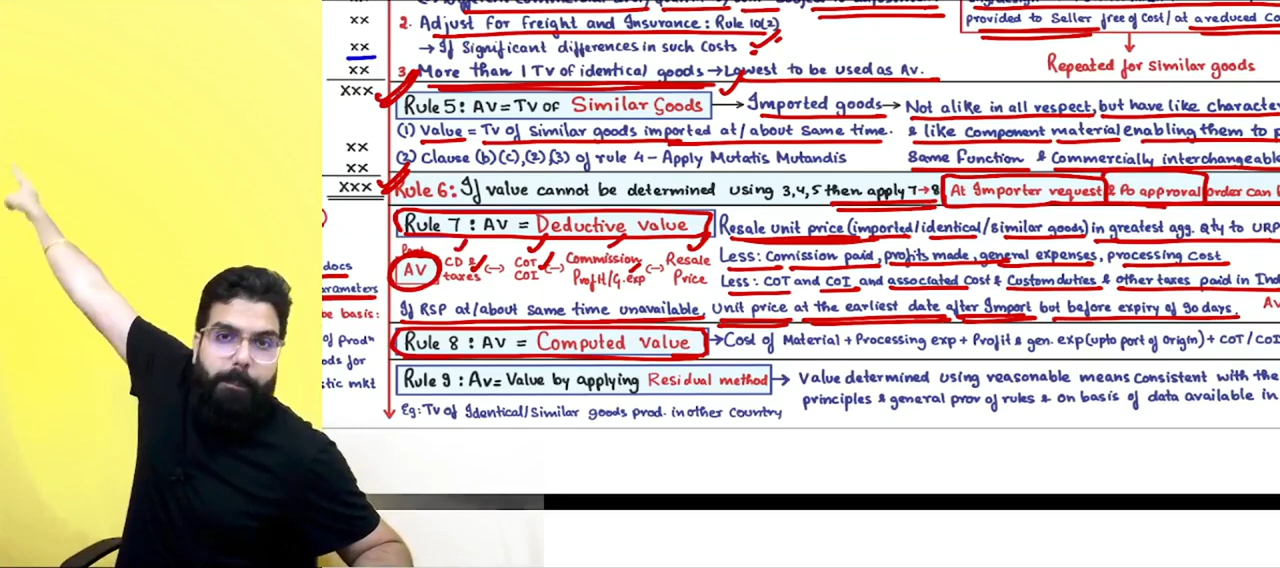 2. Adjust for freight and Insurance: Rule 10(2)
provided to Seller free of Cost/ at a reduced Co
xx
→ If Significant differences in such Costs
xx
Repeated for similar goods
xx
3. More than 1 TV of identical goods → Lowest to be used as Av.
xxx
Rule 5: AV = TV of Similar Goods → Imported goods → Not alike in all respect, but have like characte
(1) Value = TV of Similar goods imported at/about same time. & like Component material enabling them to p
xx
(2) Clause (b)(c),(2)(3) of rule 4 - Apply Mutatis Mutandis Same Function & Commercially interchangeabl
xx
xxx
Rule 6: If value cannot be determined using 3,4,5 then apply 7→8 At Importer request & Ao approval order can b
Rule 7: AV = Deductive value Resale unit price (imported/identical/similar goods) in greatest agg. Qty to URP
AV CD & taxes ↔ COT COI ↔ Commission Profit/G.exp ↔ Resale Price
Less: Comission paid, profits made, general expenses, processing Cost
docs
Less: COT and COI and associated Cost & Custom duties & other taxes paid in Ind
arameters
be basis:
If RSP at/about same time unavailable, Unit price at the earliest date after Import but before expiry of 90 days. Av
of Prodn
Rule 8: AV = Computed value → Cost of Material + Processing exp + Profit & gen. exp (upto port of Origin) + COT/COI
ods for
stic mkt
Rule 9: Av = Value by applying Residual method → Value determined using reasonable means Consistent with the
principles & general prov of rules & on basis of data available in
Eg: TV of Identical/Similar goods prod. in other Country